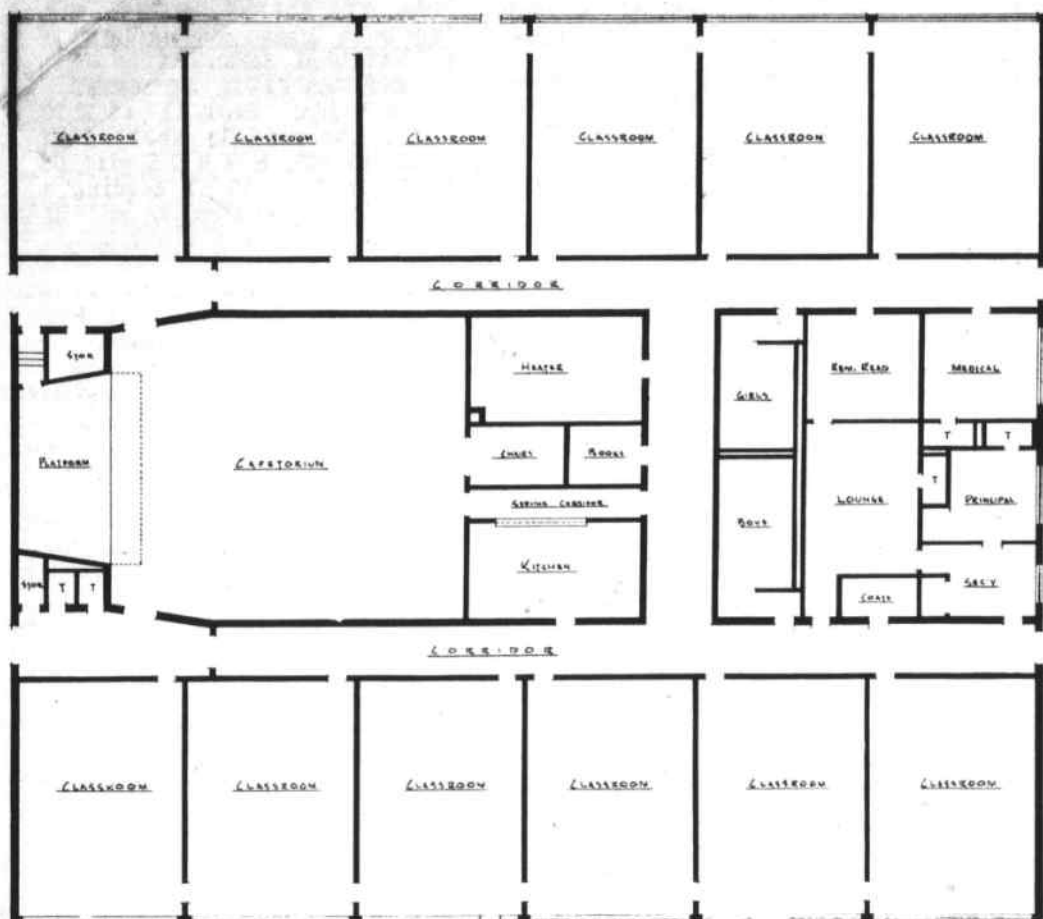 CLASSROOM CLASSROOM CLASSROOM CLASSROOM CLASSROOM CLASSROOM
CORRIDOR
STOR
HEATER
REM. READ
MEDICAL
GIRLS
T T
PLATFORM
CAFETORIUM
CHAIRS
BOOKS
T
LOUNGE
PRINCIPAL
SERVING CORRIDOR
BOYS
KITCHEN
STOR
T T
SEC'Y
CORRIDOR
CLASSROOM CLASSROOM CLASSROOM CLASSROOM CLASSROOM CLASSROOM